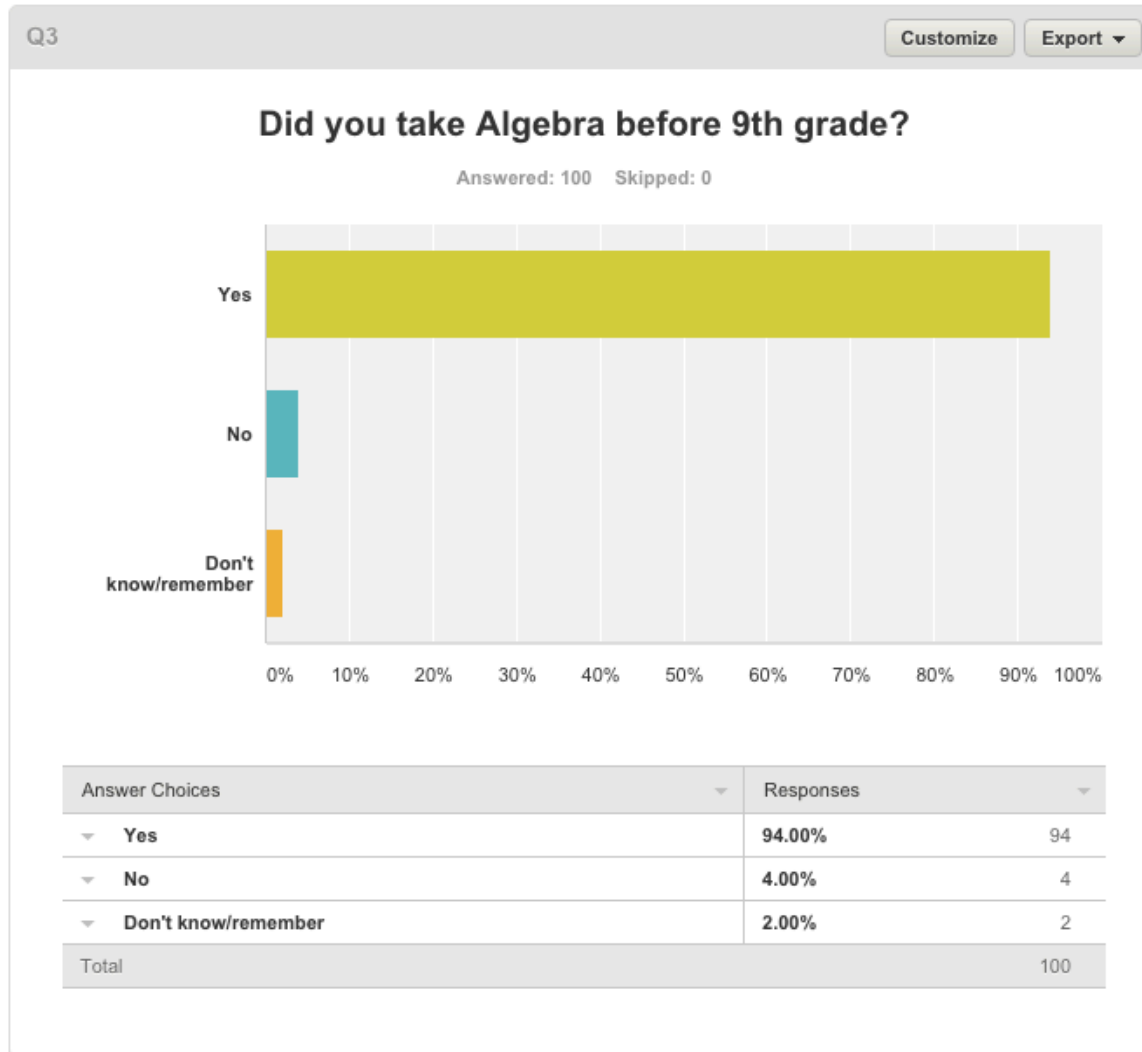 Q3 Customize Export
Did you take Algebra before 9th grade?
Answered: 100 Skipped: 0
Yes
No
Don't
know/remember
0% 10% 20% 30% 40% 50% 60% 70% 80% 90% 100%
Answer Choices Responses
Yes 94.00% 94
No 4.00% 4
Don't know/remember 2.00% 2
Total 100